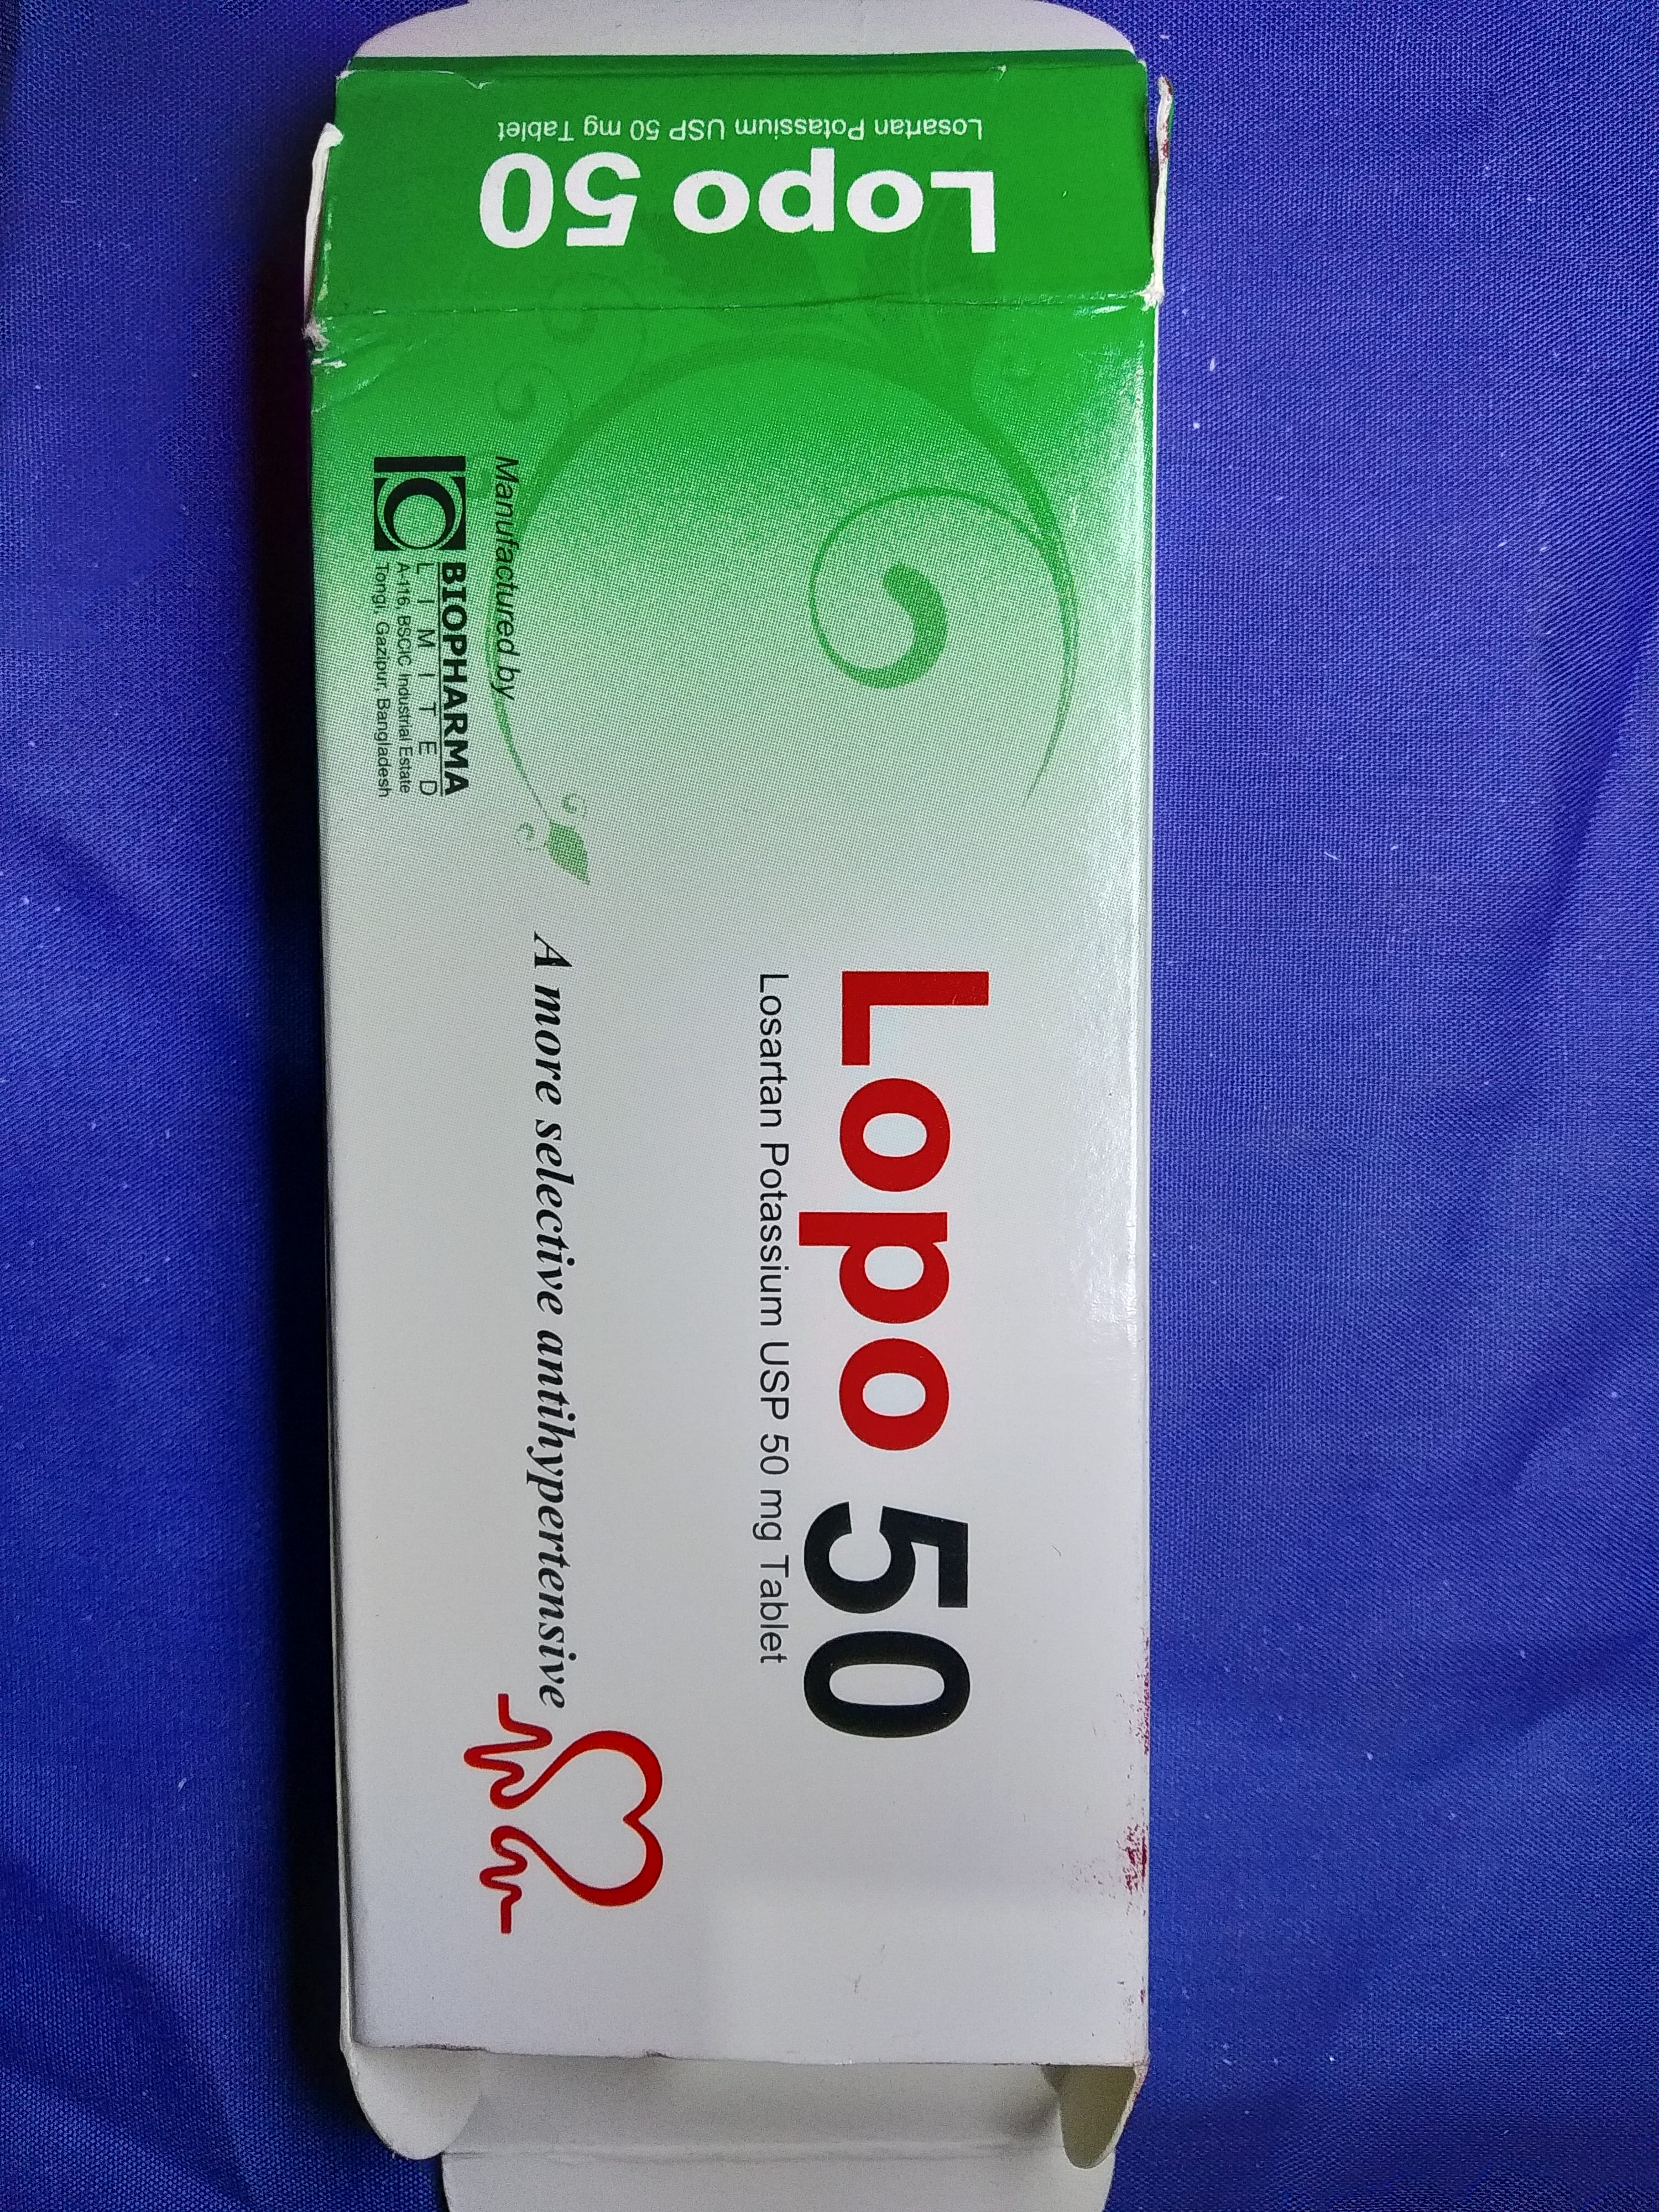 Lopo 50
Losartan Potassium USP 50 mg Tablet
Lopo 50
Losartan Potassium USP 50 mg Tablet
A more selective antihypertensive
Manufactured by
BIOPHARMA
LIMITED
A-116, BSCIC Industrial Estate
Tongi, Gazipur, Bangladesh